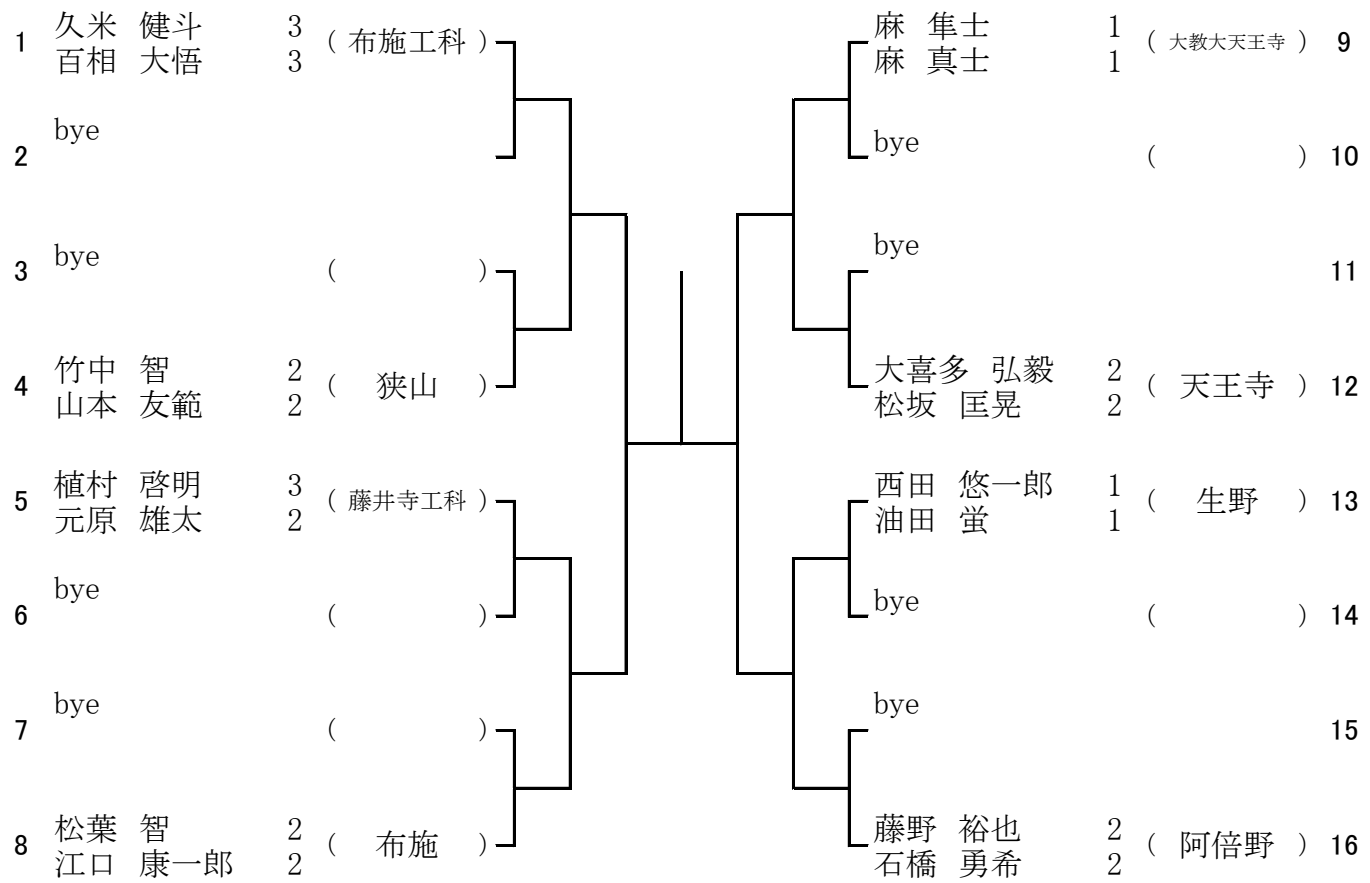 1 久米 健斗 3 ( 布施工科 )
百相 大悟 3
2 bye
3 bye ( )
4 竹中 智 2 ( 狭山 )
山本 友範 2
5 植村 啓明 3 ( 藤井寺工科 )
元原 雄太 2
6 bye ( )
7 bye ( )
8 松葉 智 2 ( 布施 )
江口 康一郎 2
麻 隼士 1 ( 大教大天王寺 ) 9
麻 真士 1
bye ( ) 10
bye 11
大喜多 弘毅 2 ( 天王寺 ) 12
松坂 匡晃 2
西田 悠一郎 1 ( 生野 ) 13
油田 蛍 1
bye ( ) 14
bye 15
藤野 裕也 2 ( 阿倍野 ) 16
石橋 勇希 2